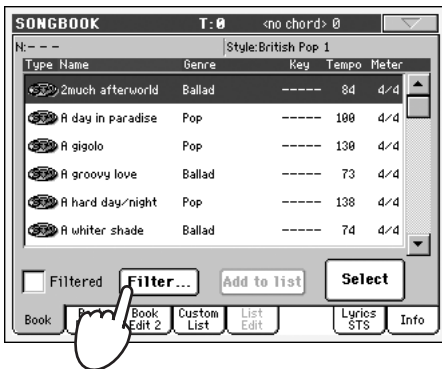 SONGBOOK T:0 <no chord> 0
N:--- Style:British Pop 1
Type Name Genre Key Tempo Meter
2much afterworld Ballad ----- 84 4/4
A day in paradise Pop ----- 100 4/4
A gigolo Pop ----- 130 4/4
A groovy love Ballad ----- 73 4/4
A hard day/night Pop ----- 138 4/4
A whiter shade Ballad ----- 74 4/4
Filtered Filter... Add to list Select
Book Book Edit 2 Custom List List Edit Lyrics STS Info